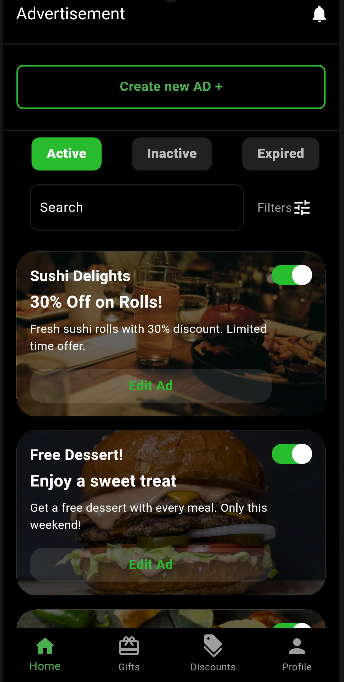 Advertisement
Create new AD +
Active Inactive Expired
Search Filters
Sushi Delights
30% Off on Rolls!
Fresh sushi rolls with 30% discount. Limited
time offer.
Edit Ad
Free Dessert!
Enjoy a sweet treat
Get a free dessert with every meal. Only this
weekend!
Edit Ad
Home Gifts Discounts Profile